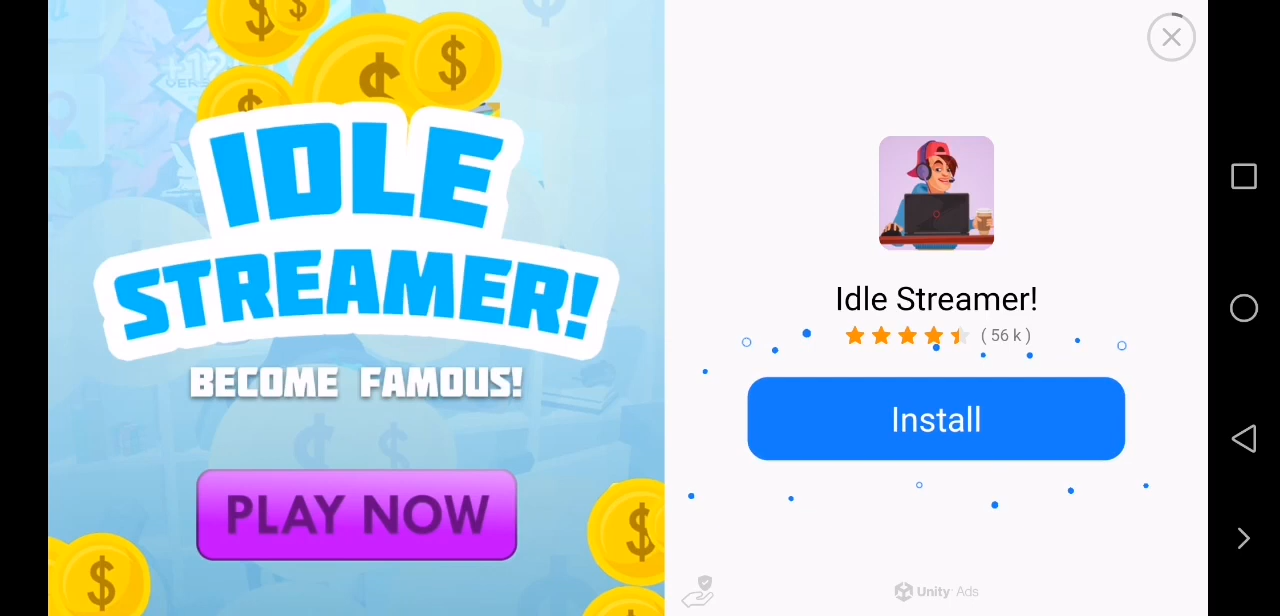 IDLE
STREAMER!
BECOME FAMOUS!
PLAY NOW
Idle Streamer!
( 56 k )
Install
Unity Ads